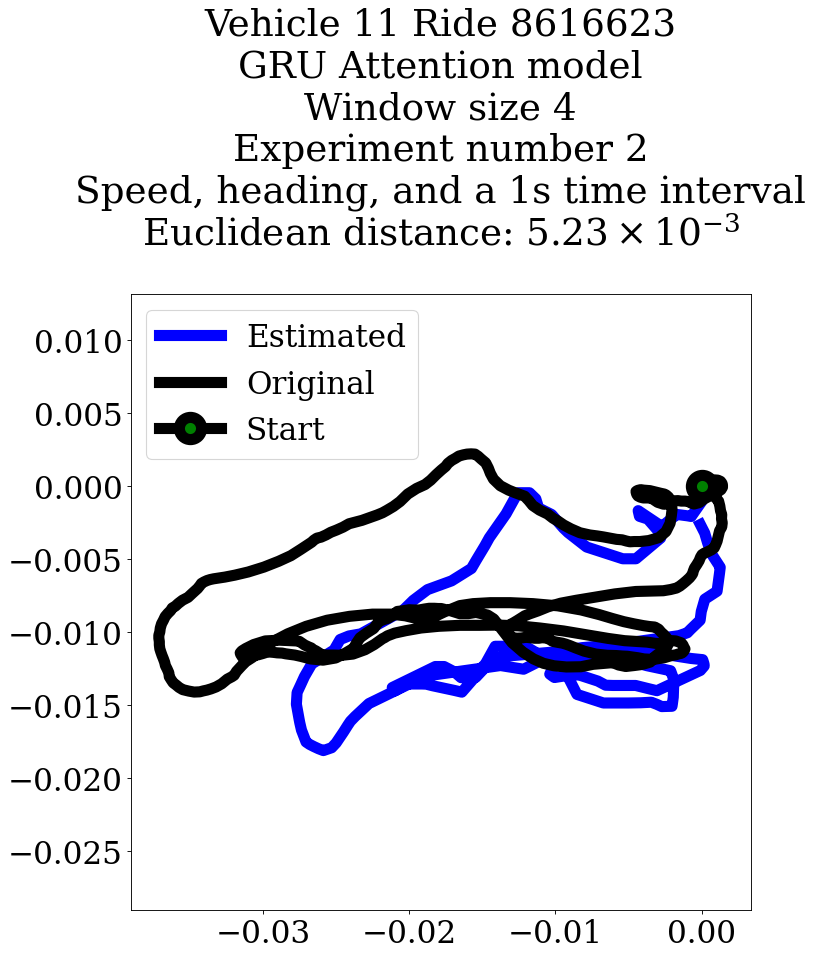 Vehicle 11 Ride 8616623
GRU Attention model
Window size 4
Experiment number 2
Speed, heading, and a 1s time interval
Euclidean distance: 5.23 × 10⁻³
Estimated
Original
Start
0.010
0.005
0.000
−0.005
−0.010
−0.015
−0.020
−0.025
−0.03
−0.02
−0.01
0.00